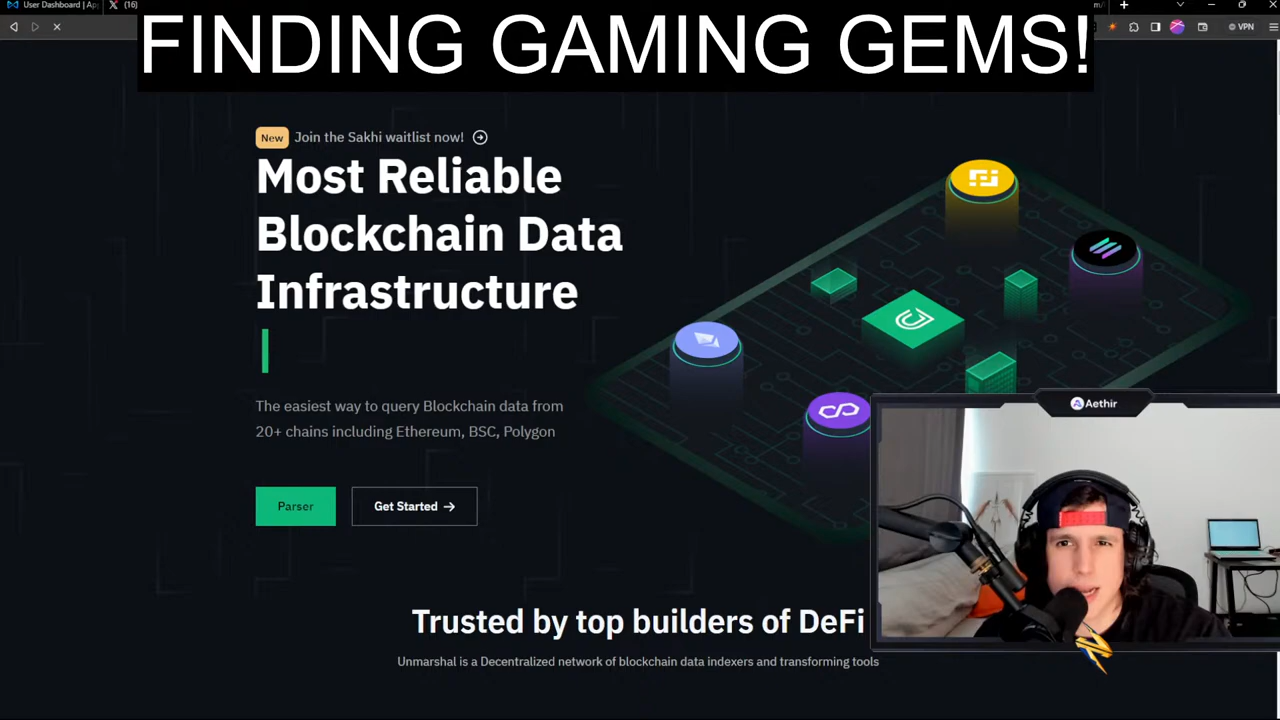 User Dashboard | Ap
(16)
FINDING GAMING GEMS!
VPN
New Join the Sakhi waitlist now!
Most Reliable
Blockchain Data
Infrastructure
The easiest way to query Blockchain data from
20+ chains including Ethereum, BSC, Polygon
Parser
Get Started
Aethir
Trusted by top builders of DeFi
Unmarshal is a Decentralized network of blockchain data indexers and transforming tools